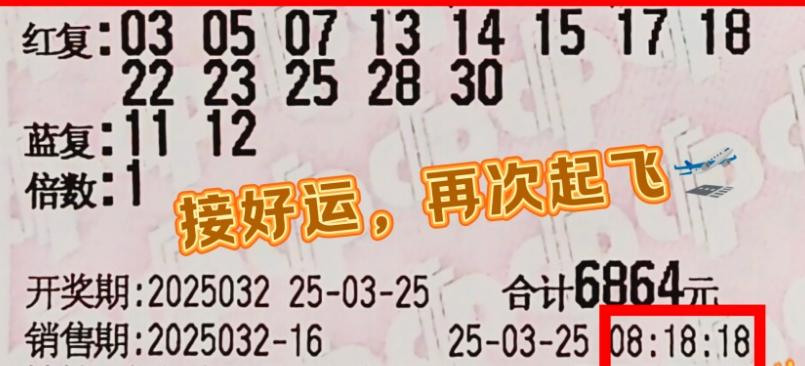 红复:03 05 07 13 14 15 17 18
22 23 25 28 30
蓝复:11 12
倍数:1
接好运，再次起飞
开奖期:2025032 25-03-25 合计6864元
销售期:2025032-16 25-03-25 08:18:18